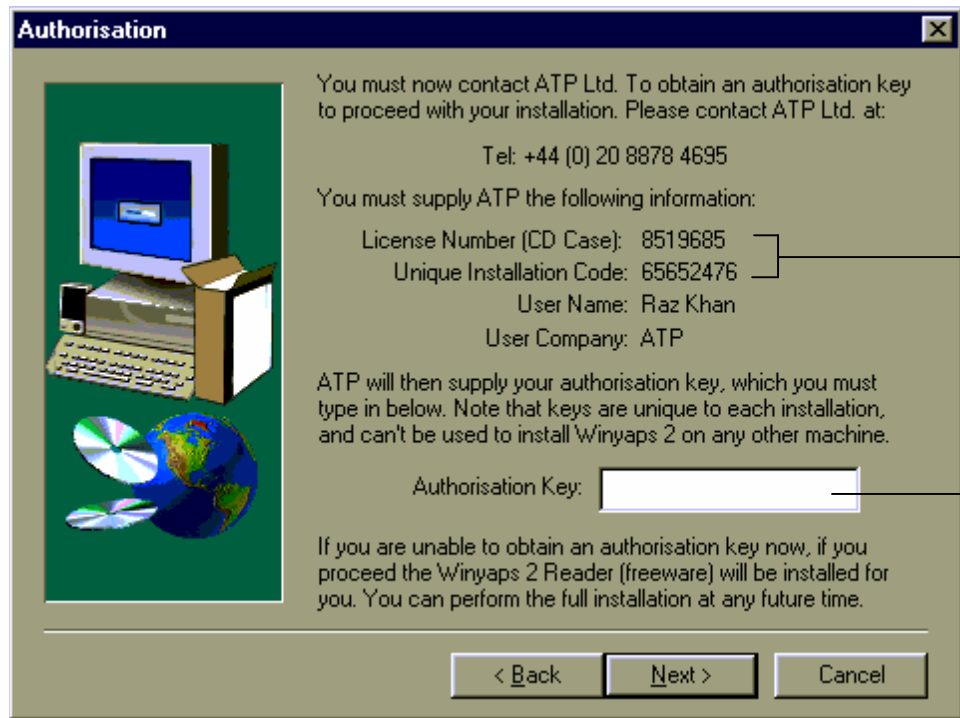 Authorisation
You must now contact ATP Ltd. To obtain an authorisation key
to proceed with your installation. Please contact ATP Ltd. at:
Tel: +44 (0) 20 8878 4695
You must supply ATP the following information:
License Number (CD Case): 8519685
Unique Installation Code: 65652476
User Name: Raz Khan
User Company: ATP
ATP will then supply your authorisation key, which you must
type in below. Note that keys are unique to each installation,
and can't be used to install Winyaps 2 on any other machine.
Authorisation Key:
If you are unable to obtain an authorisation key now, if you
proceed the Winyaps 2 Reader (freeware) will be installed for
you. You can perform the full installation at any future time.
< Back
Next >
Cancel